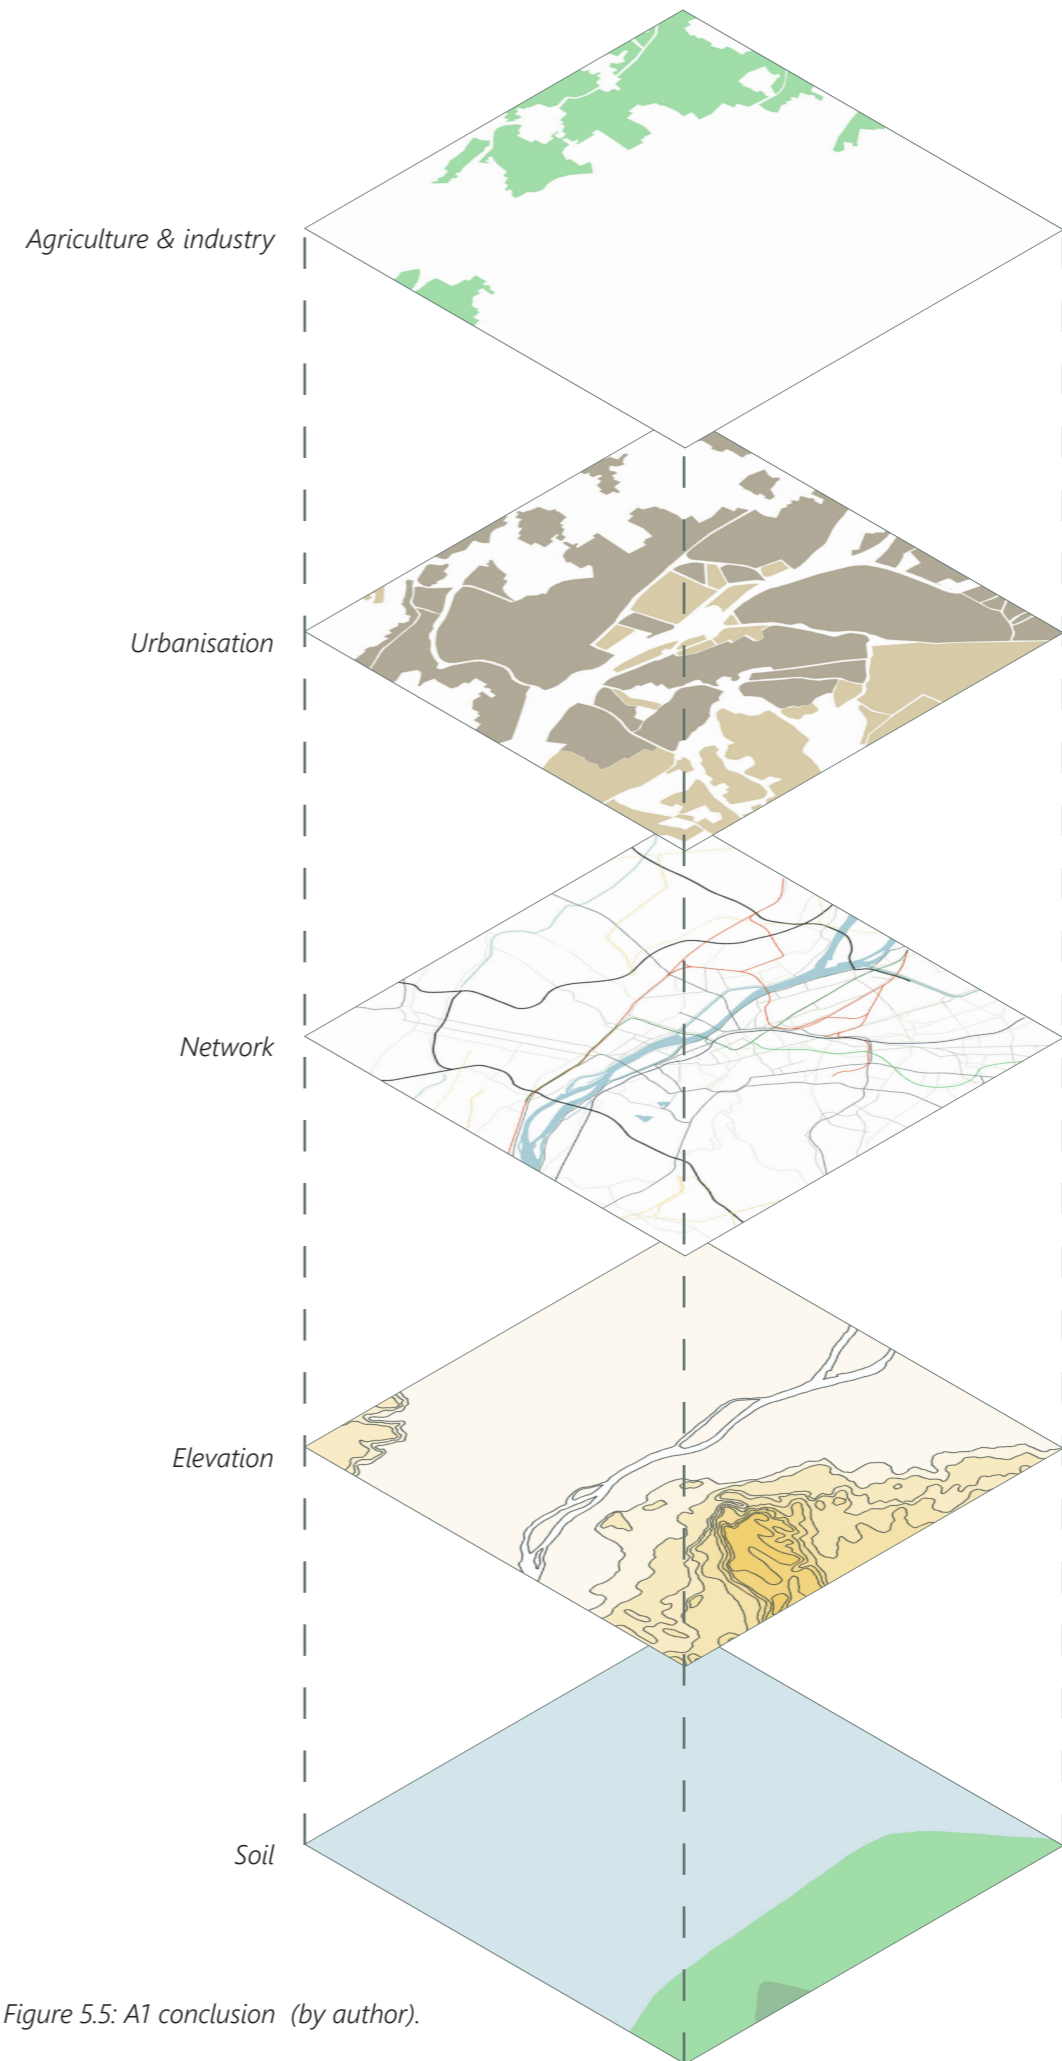 Agriculture & industry
Urbanisation
Network
Elevation
Soil
Figure 5.5: A1 conclusion (by author).